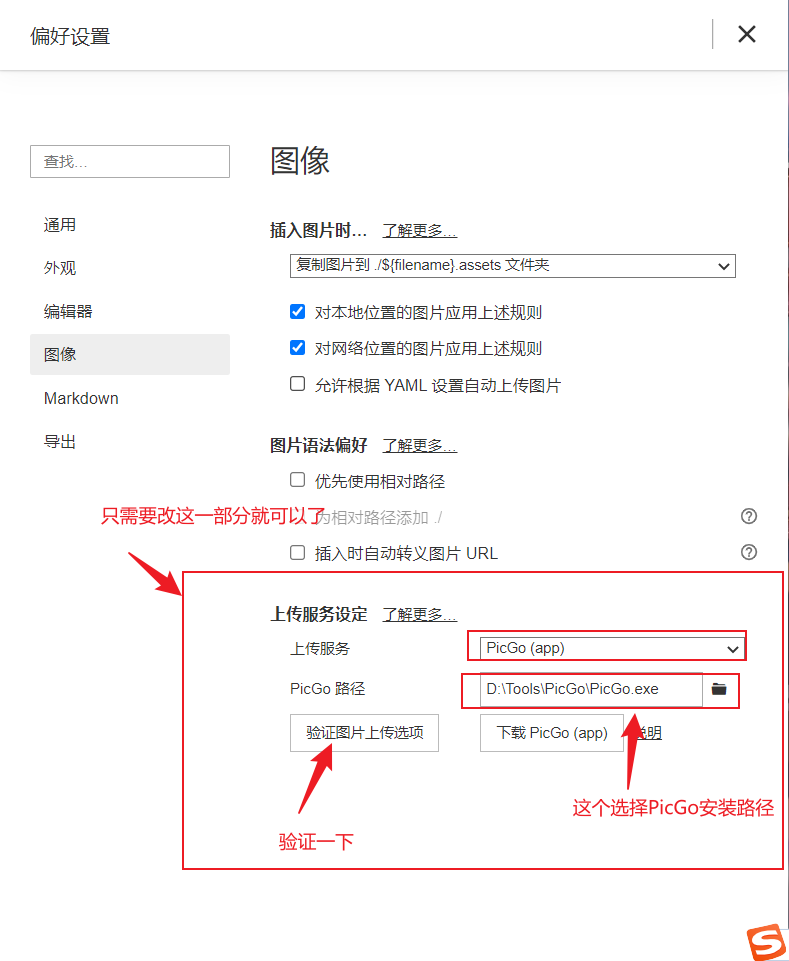 偏好设置
查找...
图像
通用
外观
编辑器
图像
Markdown
导出
插入图片时... 了解更多...
复制图片到 ./${filename}.assets 文件夹
对本地位置的图片应用上述规则
对网络位置的图片应用上述规则
允许根据 YAML 设置自动上传图片
图片语法偏好 了解更多...
优先使用相对路径
只需要改这一部分就可以了
为相对路径添加 ./
插入时自动转义图片 URL
上传服务设定 了解更多...
上传服务 PicGo (app)
PicGo 路径 D:\Tools\PicGo\PicGo.exe
验证图片上传选项 下载 PicGo (app) 说明
这个选择PicGo安装路径
验证一下
S